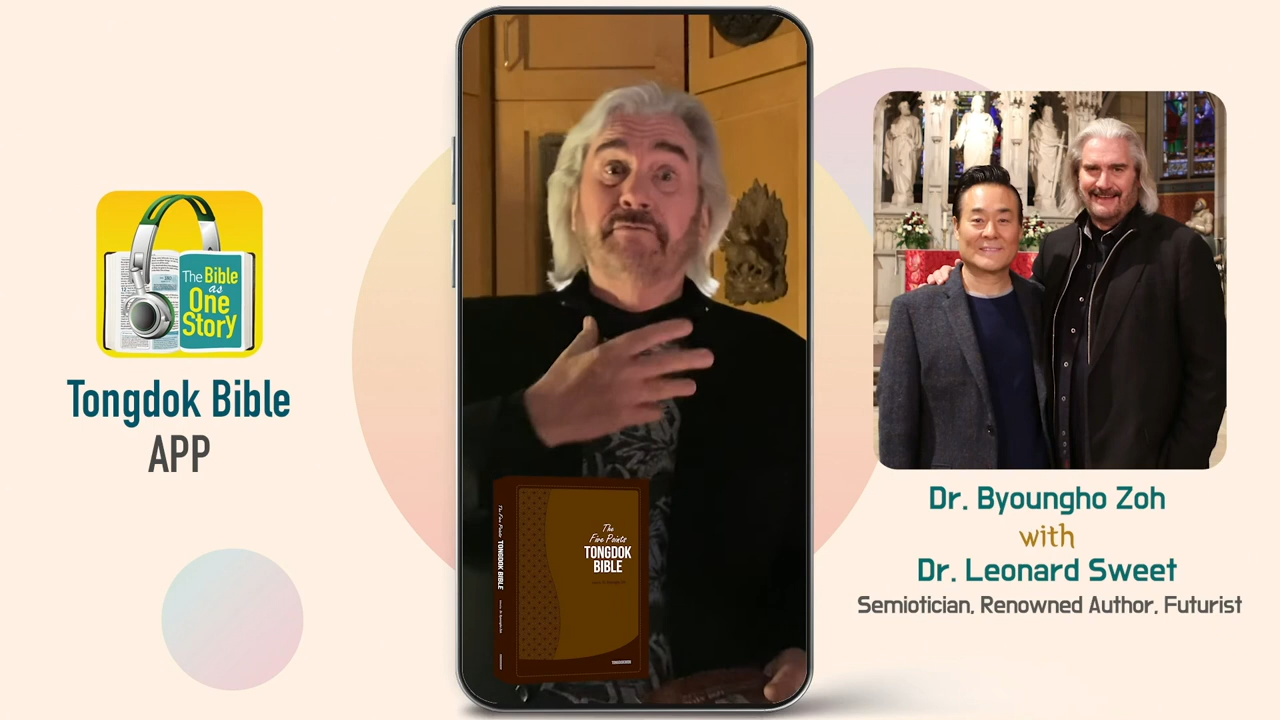 The Bible
as
One
Story
Tongdok Bible
APP
The
Five Points
TONGDOK
BIBLE
The Five Points TONGDOK BIBLE
Dr. Byoungho Zoh
with
Dr. Leonard Sweet
Semiotician, Renowned Author, Futurist